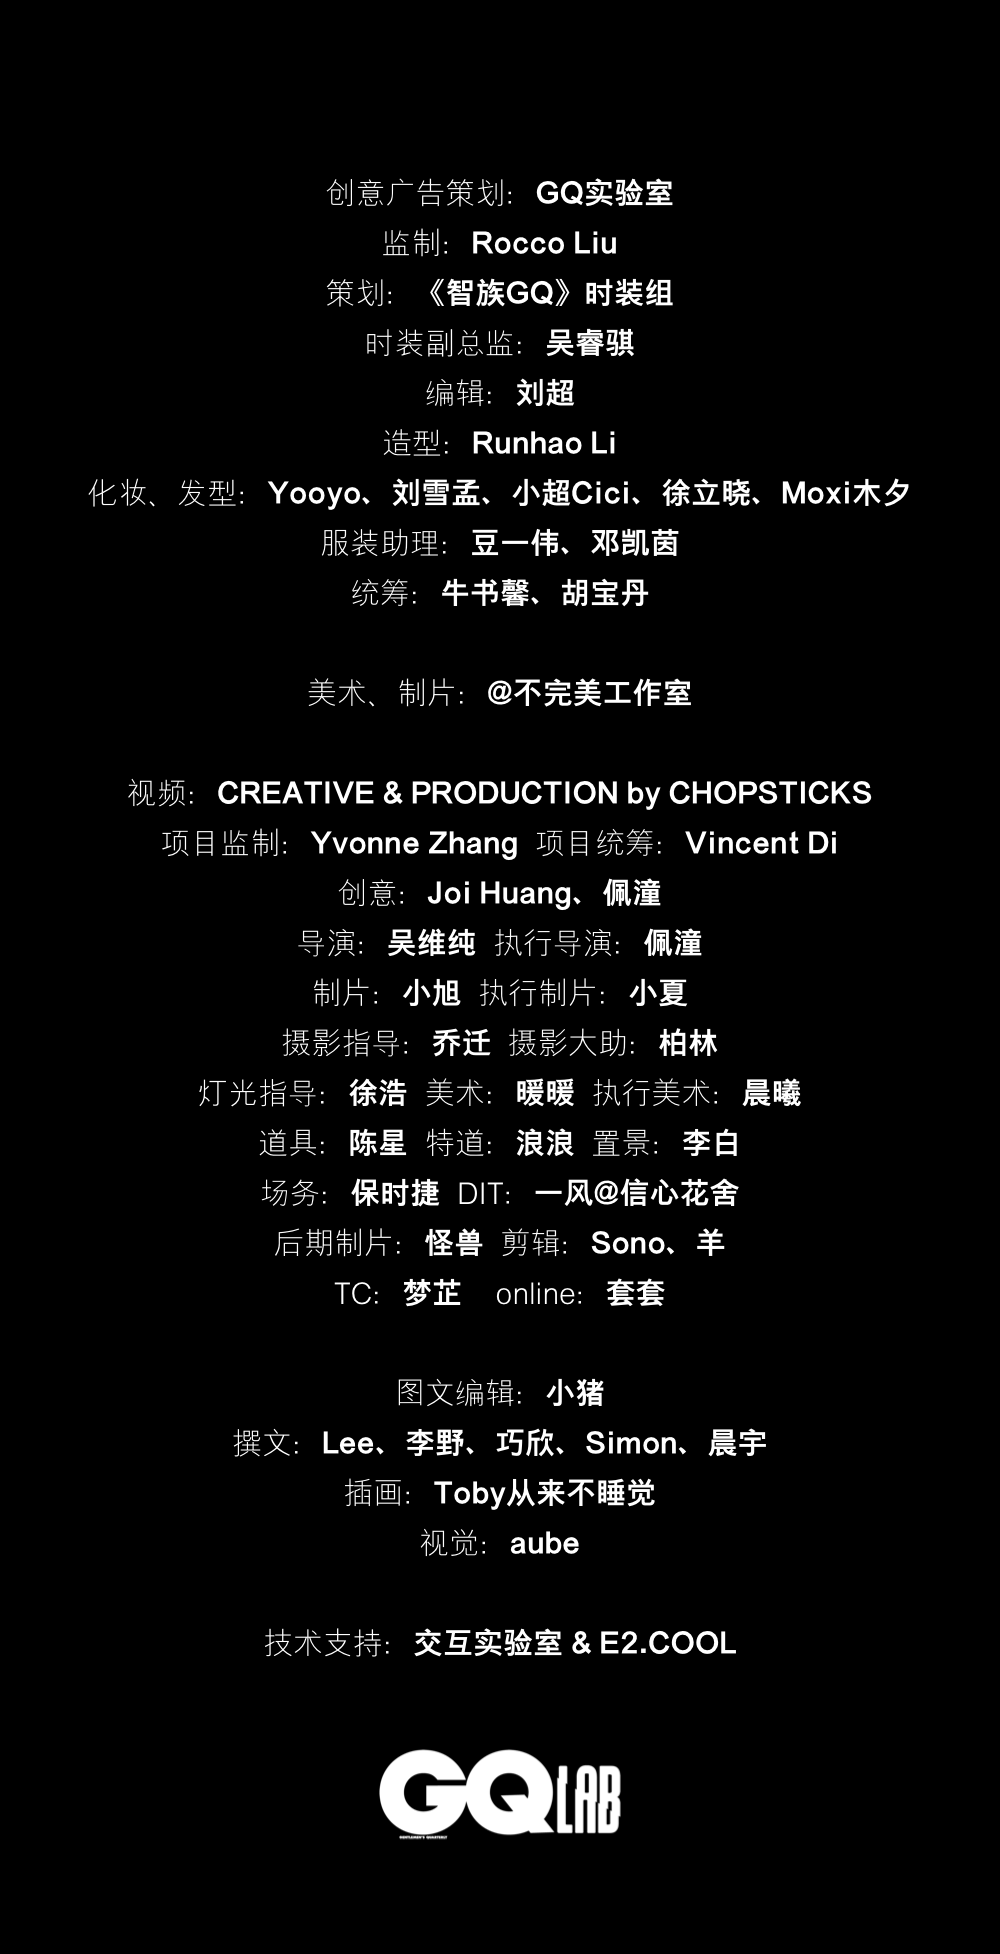 创意广告策划：GQ实验室
监制：Rocco Liu
策划：《智族GQ》时装组
时装副总监：吴睿骐
编辑：刘超
造型：Runhao Li
化妆、发型：Yooyo、刘雪孟、小超Cici、徐立晓、Moxi木夕
服装助理：豆一伟、邓凯茵
统筹：牛书馨、胡宝丹
美术、制片：@不完美工作室
视频：CREATIVE & PRODUCTION by CHOPSTICKS
项目监制：Yvonne Zhang 项目统筹：Vincent Di
创意：Joi Huang、佩潼
导演：吴维纯 执行导演：佩潼
制片：小旭 执行制片：小夏
摄影指导：乔迁 摄影大助：柏林
灯光指导：徐浩 美术：暖暖 执行美术：晨曦
道具：陈星 特道：浪浪 置景：李白
场务：保时捷 DIT：一风@信心花舍
后期制片：怪兽 剪辑：Sono、羊
TC：梦芷 online：套套
图文编辑：小猪
撰文：Lee、李野、巧欣、Simon、晨宇
插画：Toby从来不睡觉
视觉：aube
技术支持：交互实验室 & E2.COOL
GQ LAB
GENTLEMEN'S QUARTERLY